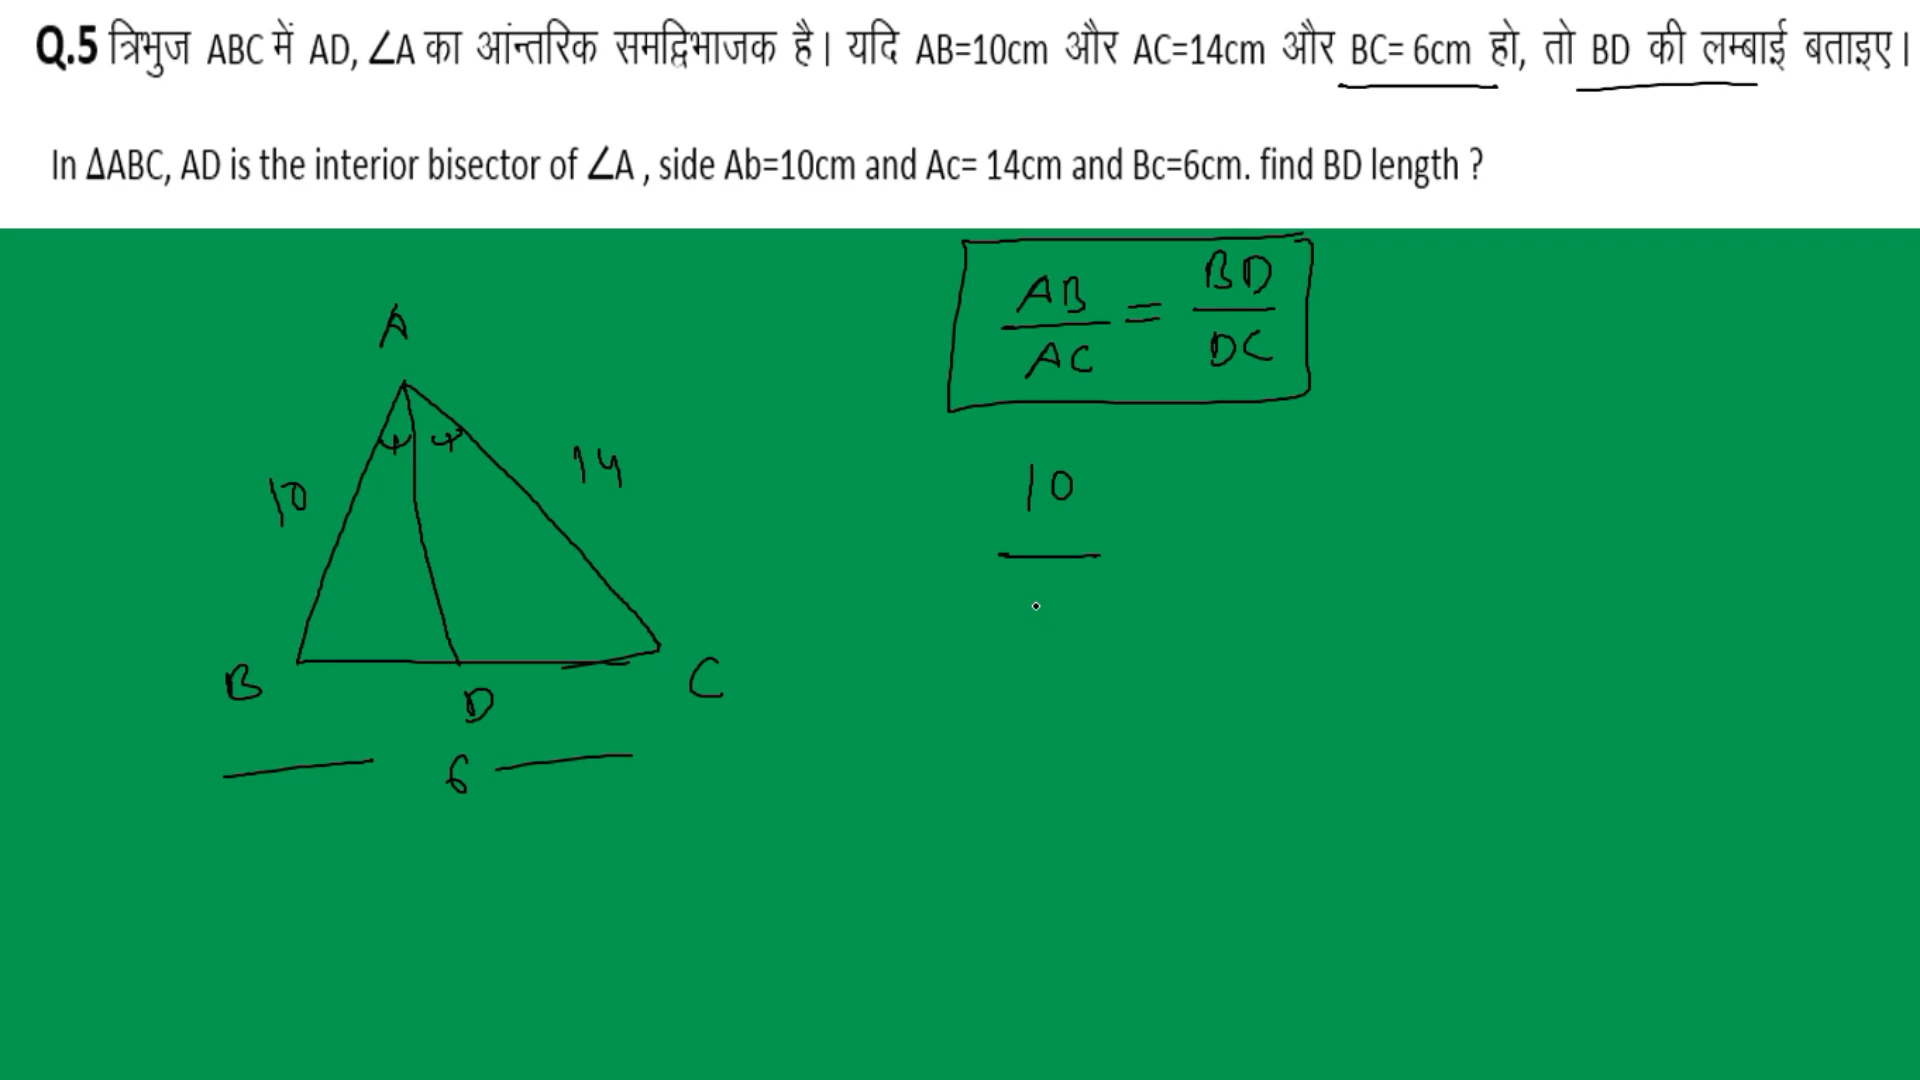 Q.5 त्रिभुज ABC में AD, ∠A का आंन्तरिक समद्विभाजक है। यदि AB=10cm और AC=14cm और BC= 6cm हो, तो BD की लम्बाई बताइए।
In ΔABC, AD is the interior bisector of ∠A , side Ab=10cm and Ac= 14cm and Bc=6cm. find BD length ?
AB/AC = BD/DC
A
10
14
10
B
D
C
6